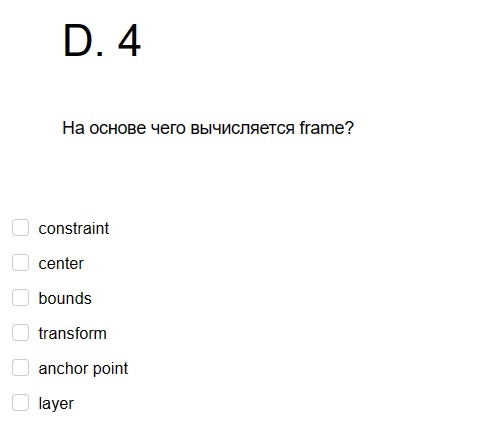 D. 4
На основе чего вычисляется frame?
constraint
center
bounds
transform
anchor point
layer